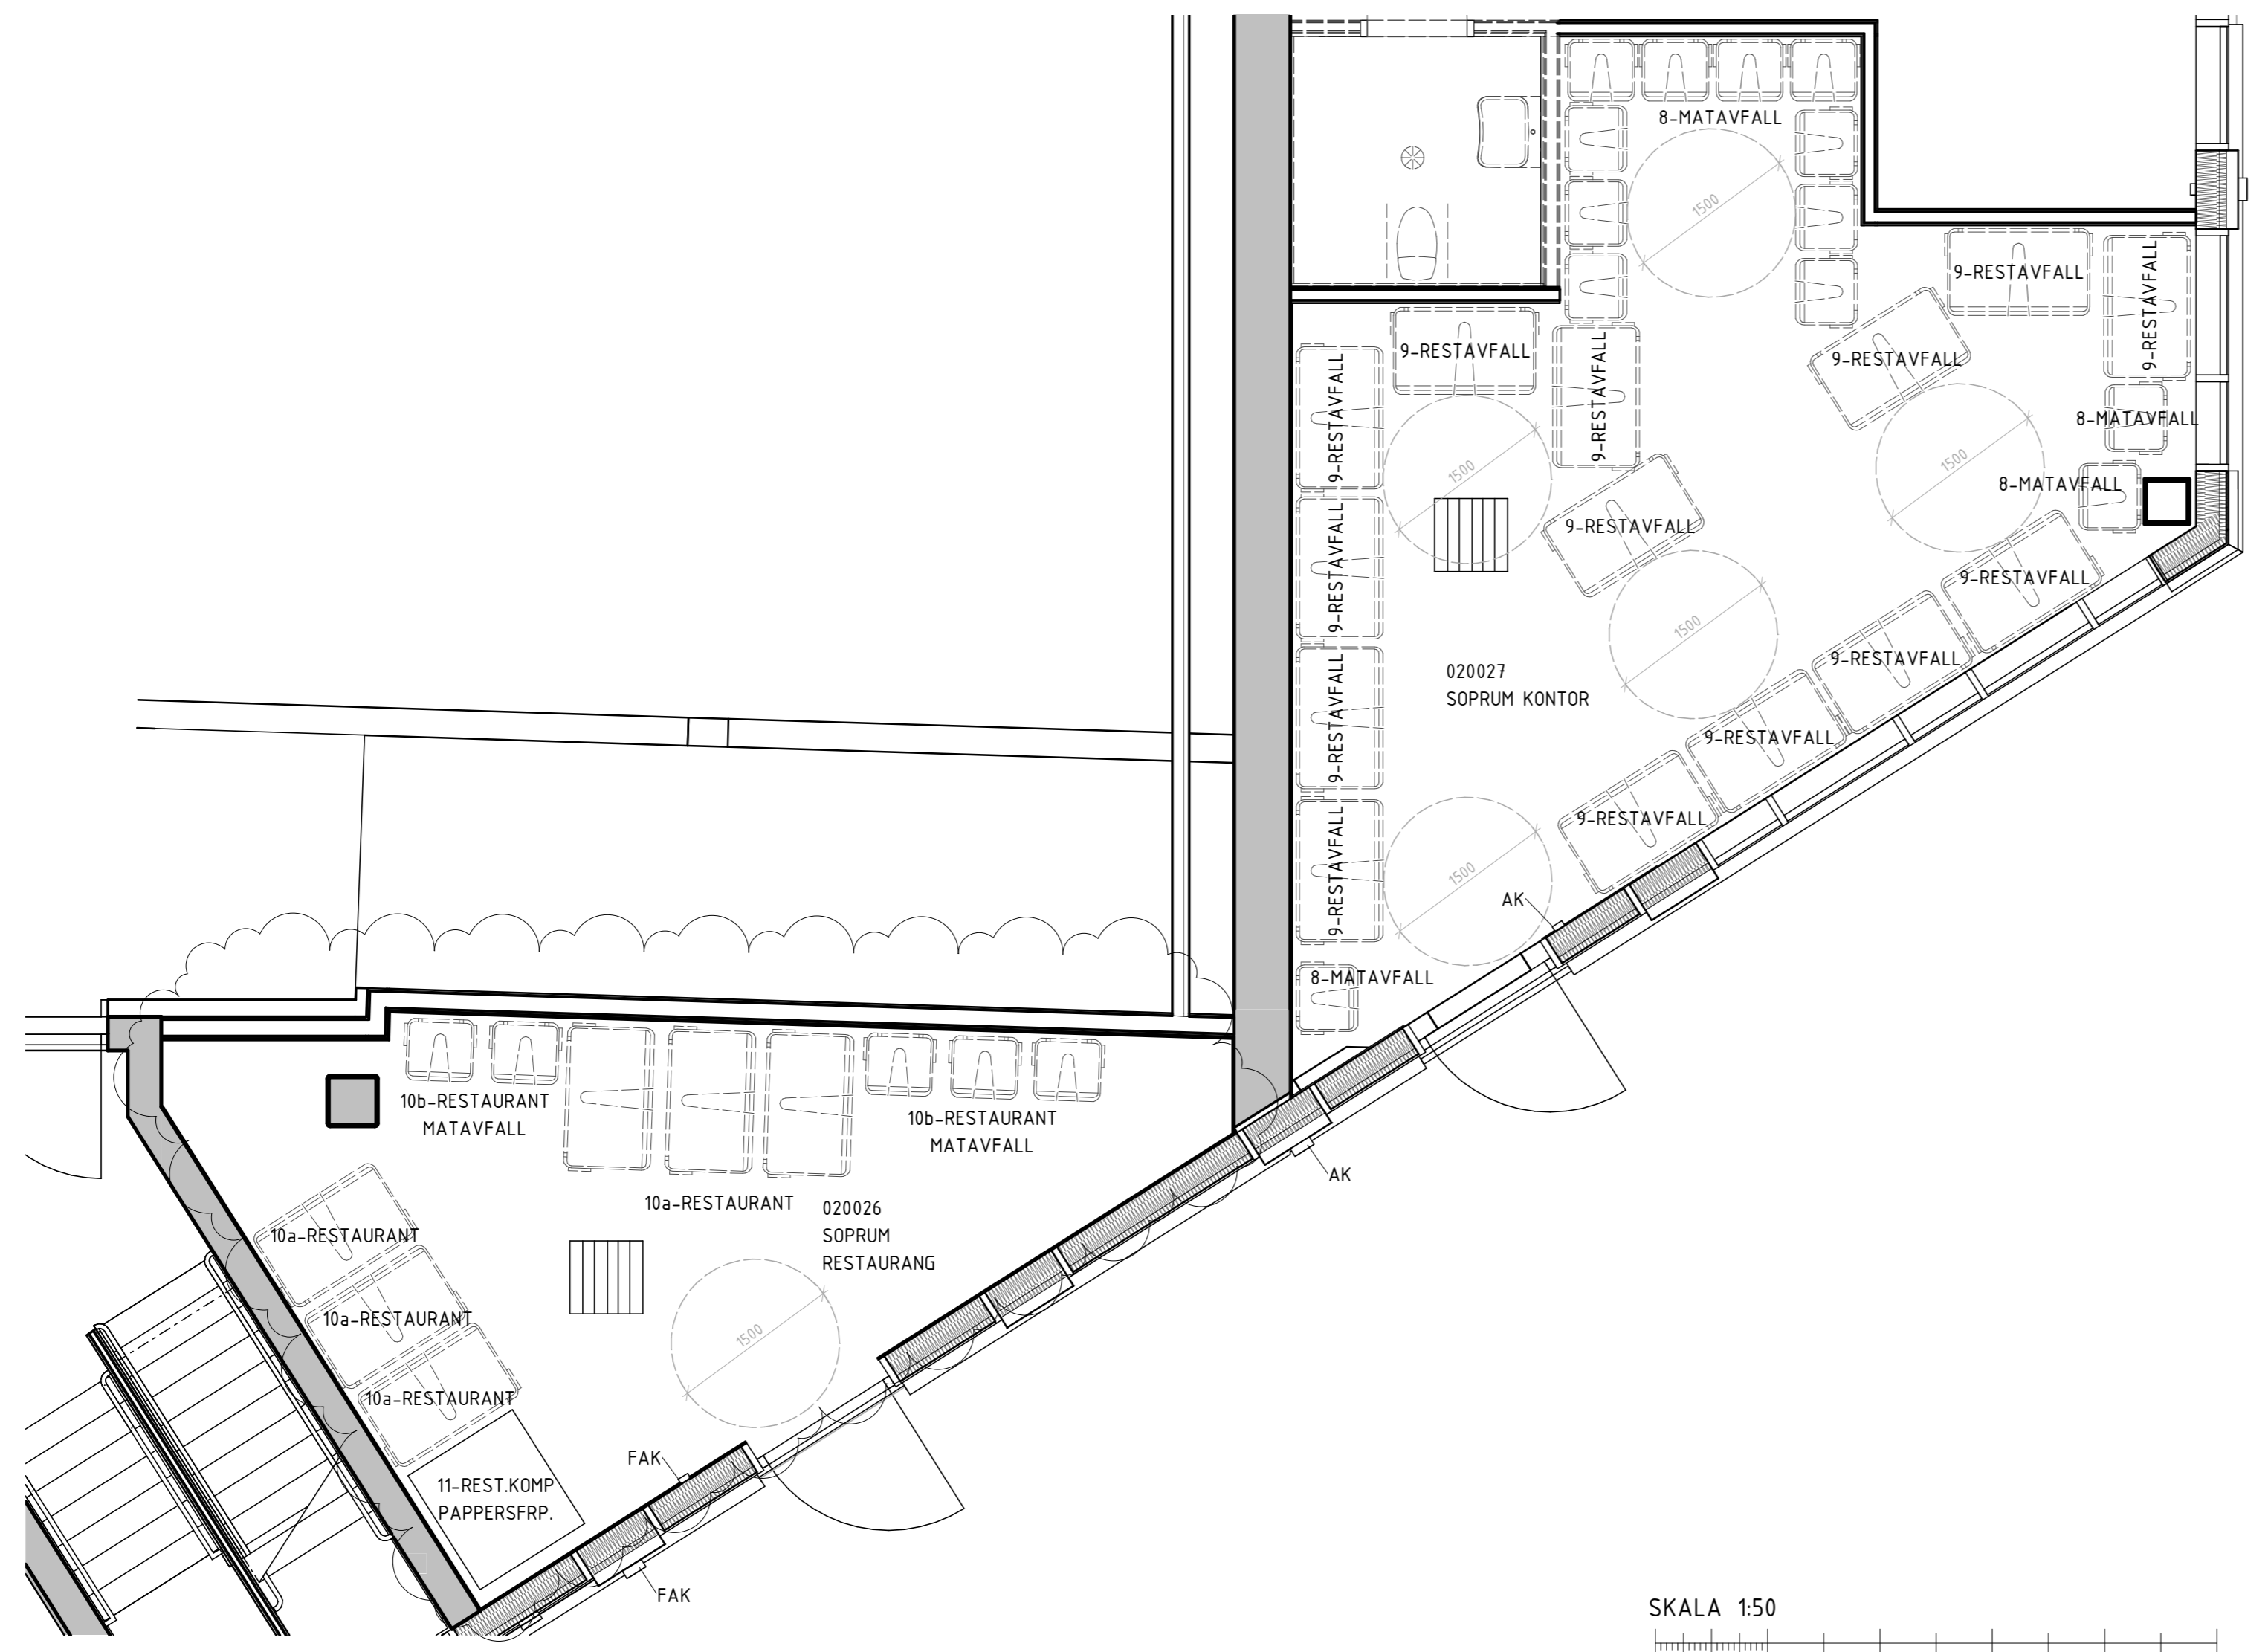 8-MATAVFALL
1500
9-RESTAVFALL
9-RESTAVFALL
9-RESTAVFALL
9-RESTAVFALL
9-RESTAVFALL
9-RESTAVFALL
8-MATAVFALL
1500
1500
8-MATAVFALL
9-RESTAVFALL
9-RESTAVFALL
9-RESTAVFALL
1500
9-RESTAVFALL
020027
SOPRUM KONTOR
9-RESTAVFALL
9-RESTAVFALL
9-RESTAVFALL
1500
9-RESTAVFALL
AK
8-MATAVFALL
10b-RESTAURANT
MATAVFALL
10b-RESTAURANT
MATAVFALL
AK
10a-RESTAURANT
020026
SOPRUM
RESTAURANG
10a-RESTAURANT
10a-RESTAURANT
1500
10a-RESTAURANT
FAK
11-REST.KOMP
PAPPERSFRP.
FAK
SKALA 1:50